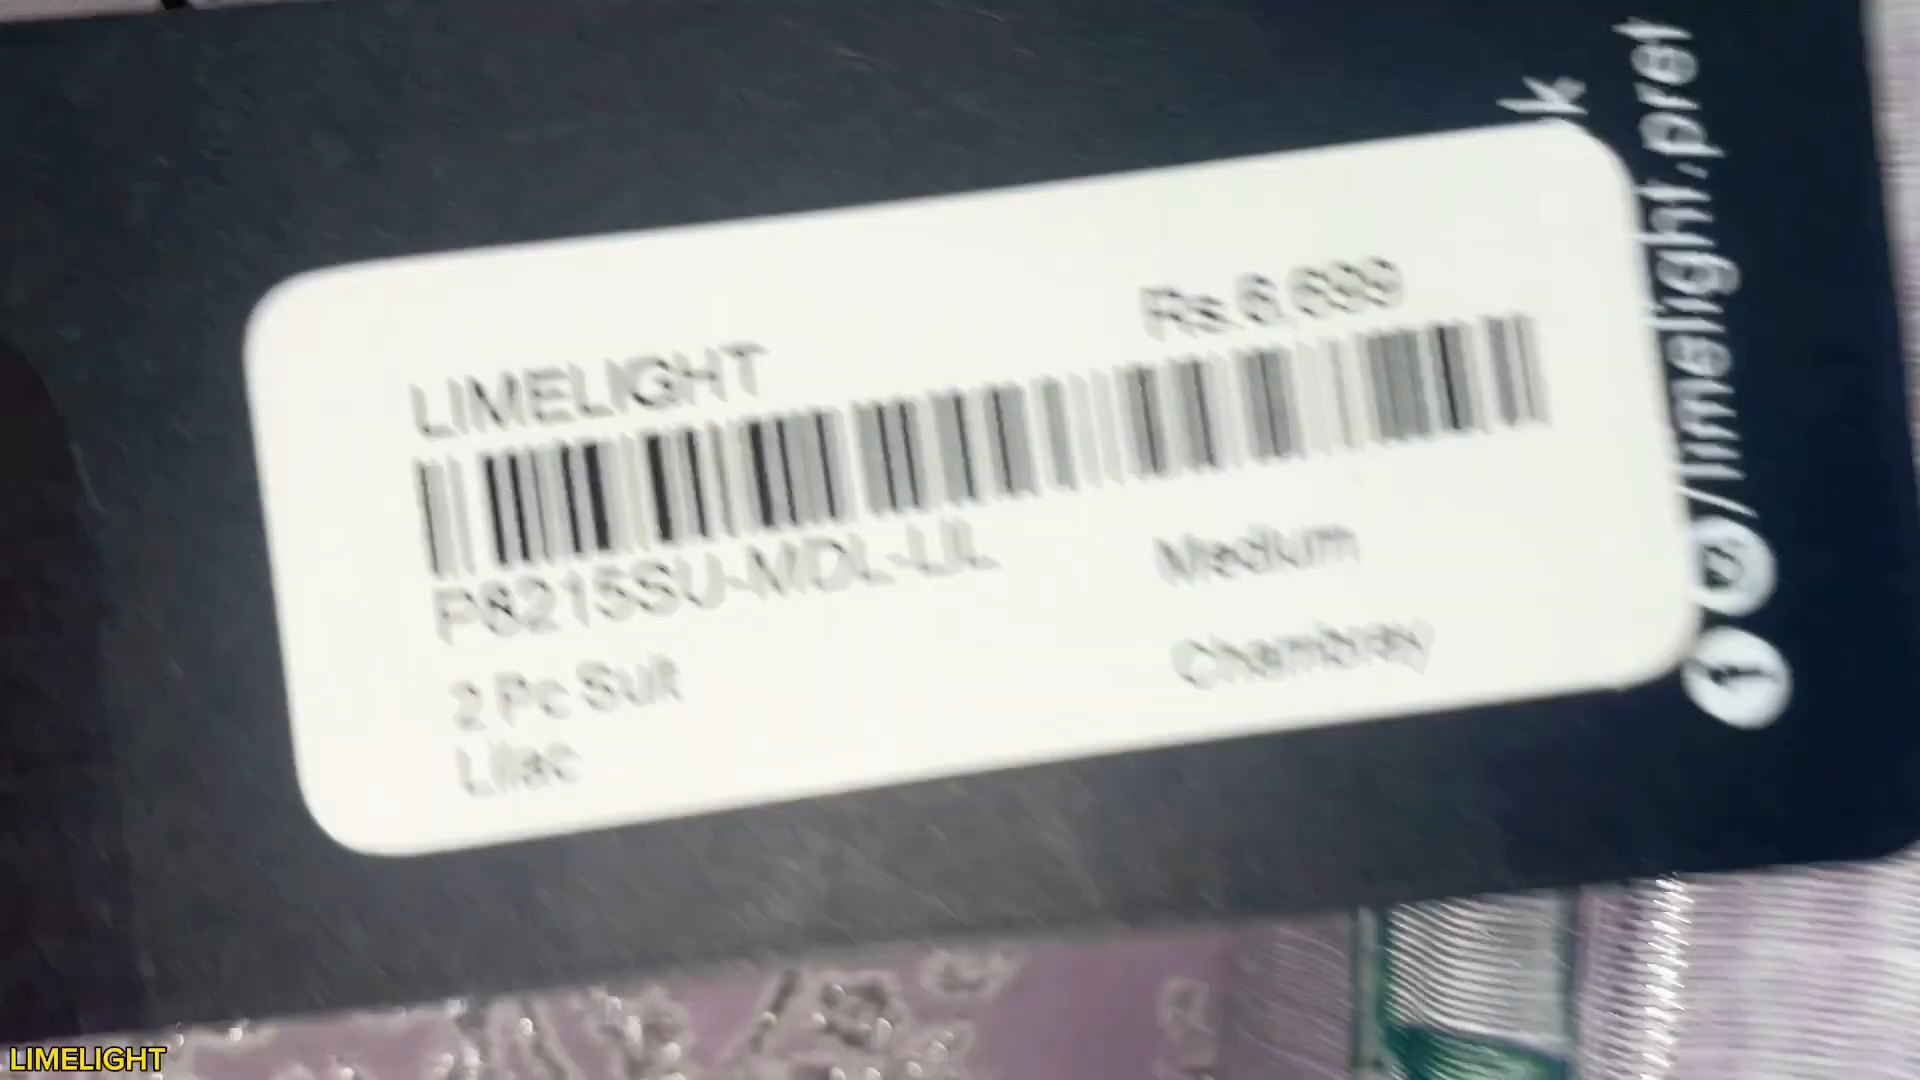 LIMELIGHT
Rs.6,699
P8215SU-MDL-LIL
Medium
2 Pc Suit
Chambray
Lilac
k
/limelight.pret
LIMELIGHT